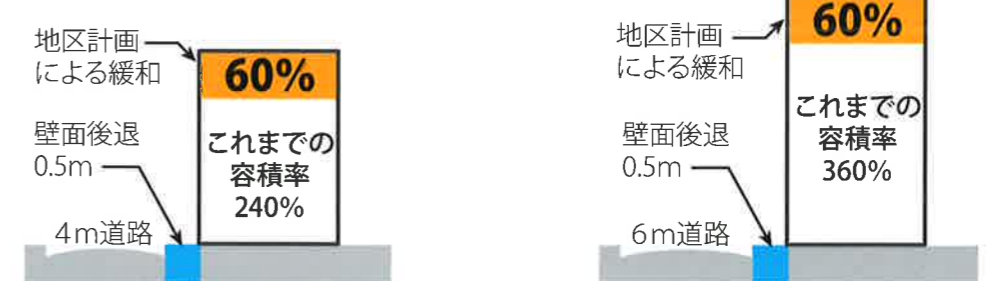 地区計画
による緩和
60%
これまでの
容積率
240%
壁面後退
0.5m
4m道路
地区計画
による緩和
60%
これまでの
容積率
360%
壁面後退
0.5m
6m道路